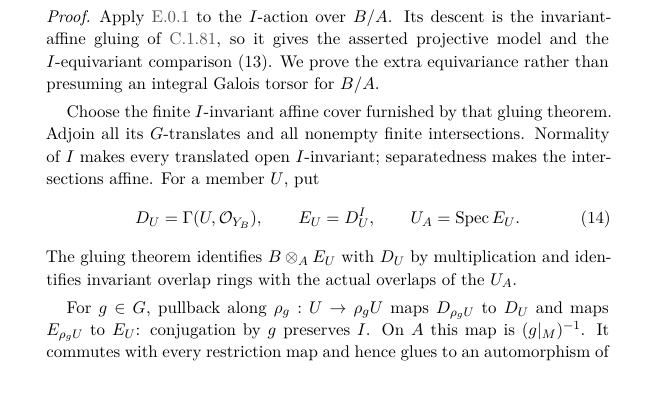 Proof. Apply E.0.1 to the I-action over B/A. Its descent is the invariant-
affine gluing of C.1.81, so it gives the asserted projective model and the
I-equivariant comparison (13). We prove the extra equivariance rather than
presuming an integral Galois torsor for B/A.
Choose the finite I-invariant affine cover furnished by that gluing theorem.
Adjoin all its G-translates and all nonempty finite intersections. Normality
of I makes every translated open I-invariant; separatedness makes the inter-
sections affine. For a member U, put
D_U = Γ(U, 𝒪_{Y_B}), E_U = D_U^I, U_A = Spec E_U. (14)
The gluing theorem identifies B ⊗_A E_U with D_U by multiplication and iden-
tifies invariant overlap rings with the actual overlaps of the U_A.
For g ∈ G, pullback along ρ_g : U → ρ_g U maps D_{ρ_g U} to D_U and maps
E_{ρ_g U} to E_U: conjugation by g preserves I. On A this map is (g|_M)^{-1}. It
commutes with every restriction map and hence glues to an automorphism of